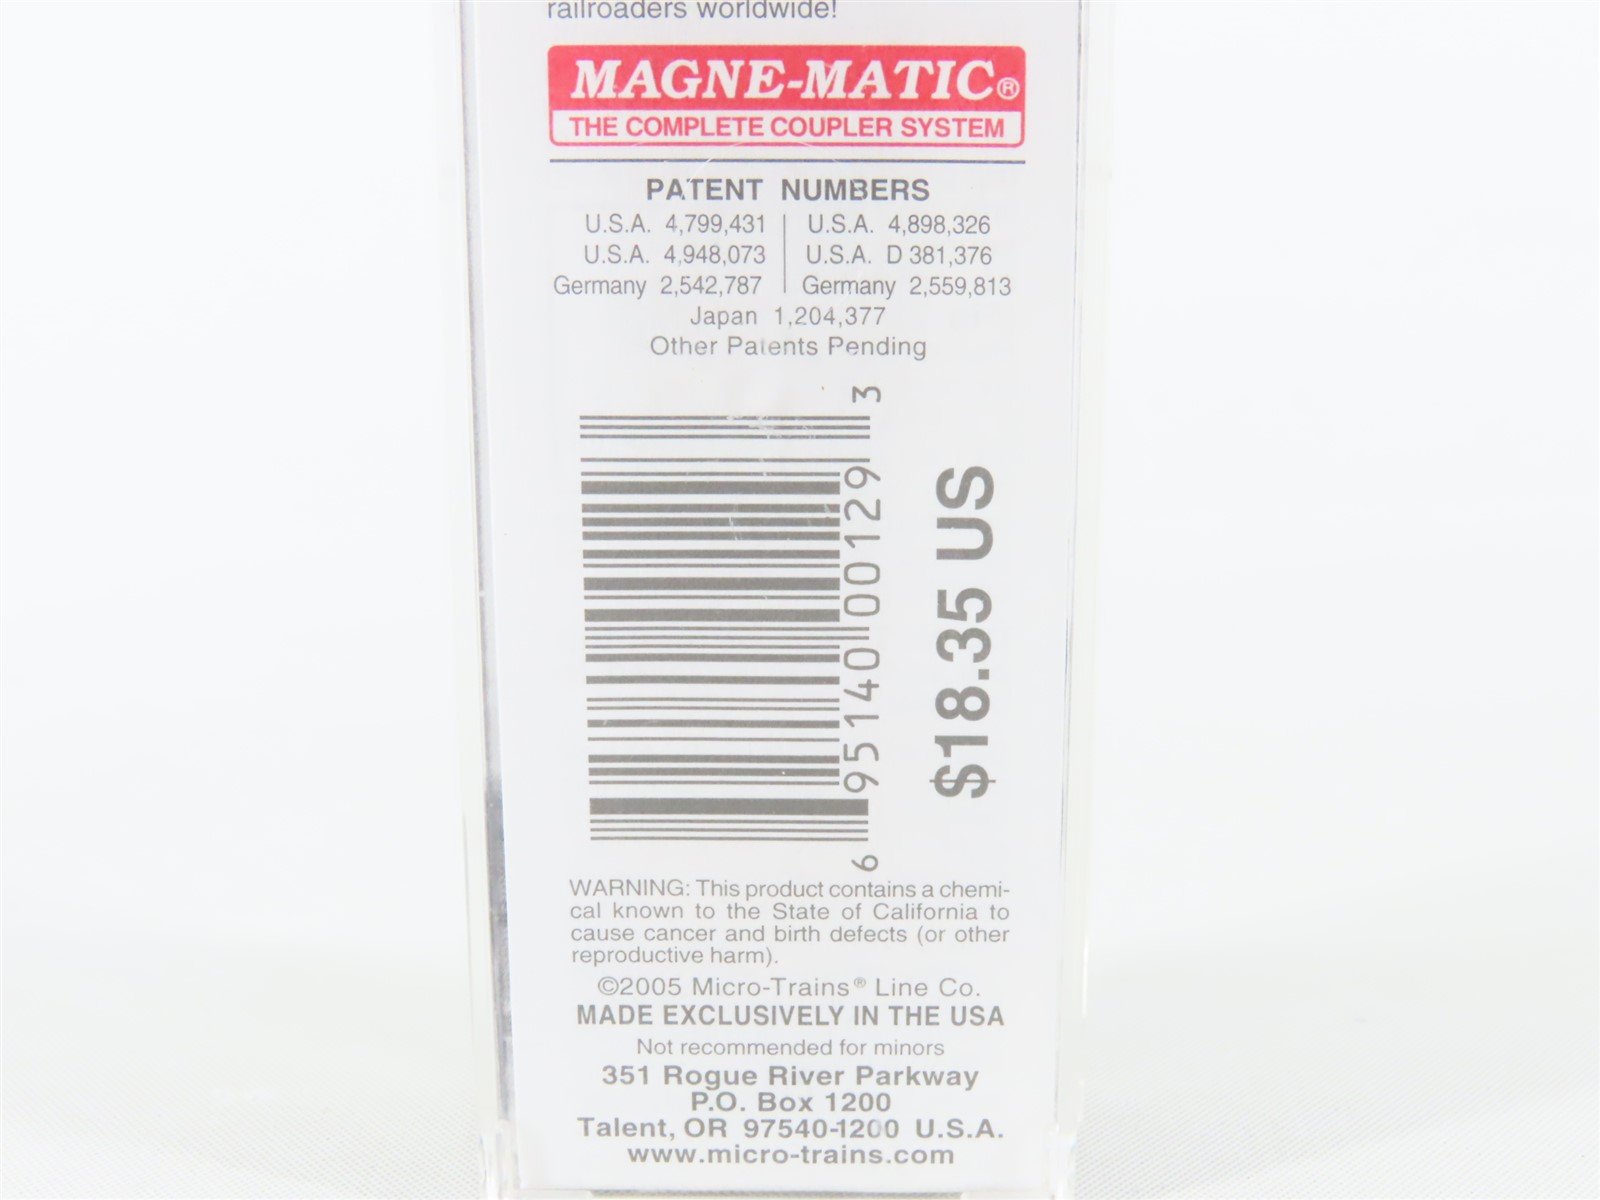 railroaders worldwide!
MAGNE-MATIC®
THE COMPLETE COUPLER SYSTEM
PATENT NUMBERS
U.S.A. 4,799,431 | U.S.A. 4,898,326
U.S.A. 4,948,073 | U.S.A. D 381,376
Germany 2,542,787 | Germany 2,559,813
Japan 1,204,377
Other Patents Pending
6 95140 00129 3
$18.35 US
WARNING: This product contains a chemi-
cal known to the State of California to
cause cancer and birth defects (or other
reproductive harm).
©2005 Micro-Trains® Line Co.
MADE EXCLUSIVELY IN THE USA
Not recommended for minors
351 Rogue River Parkway
P.O. Box 1200
Talent, OR 97540-1200 U.S.A.
www.micro-trains.com